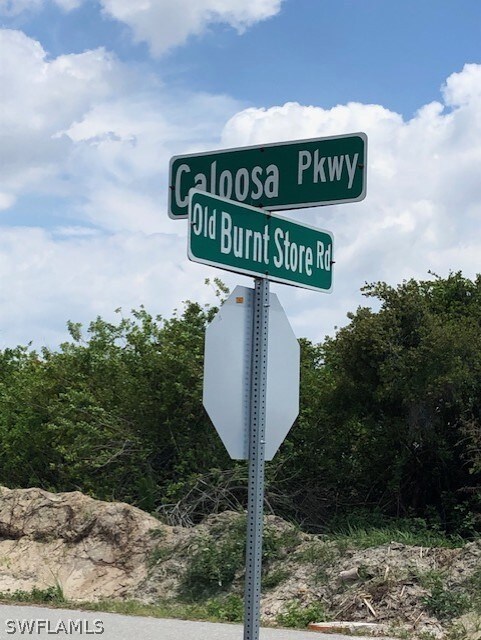 Caloosa Pkwy
Old Burnt Store Rd
SWFLAMLS